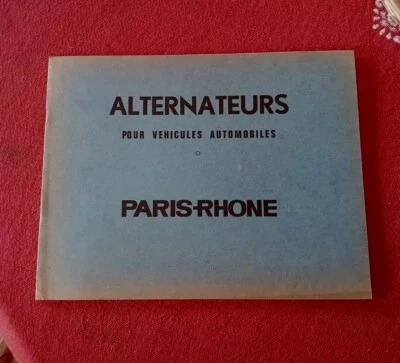 ALTERNATEURS
POUR VEHICULES AUTOMOBILES
PARIS-RHONE